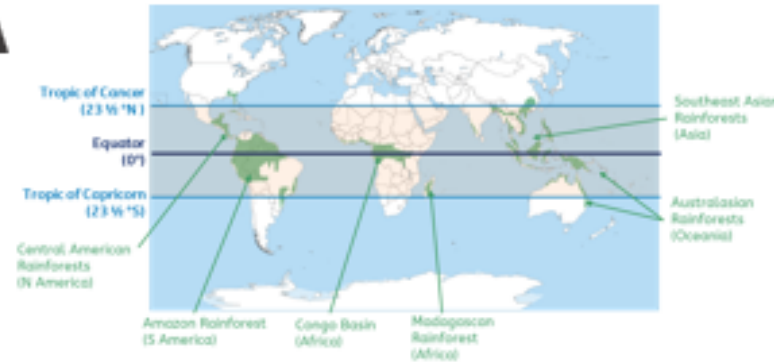 Tropic of Cancer
(23 ½ °N )
Equator
(0°)
Tropic of Capricorn
(23 ½ °S)
Southeast Asian
Rainforests
(Asia)
Australasian
Rainforests
(Oceania)
Central American
Rainforests
(N America)
Amazon Rainforest
(S America)
Congo Basin
(Africa)
Madagascan
Rainforest
(Africa)